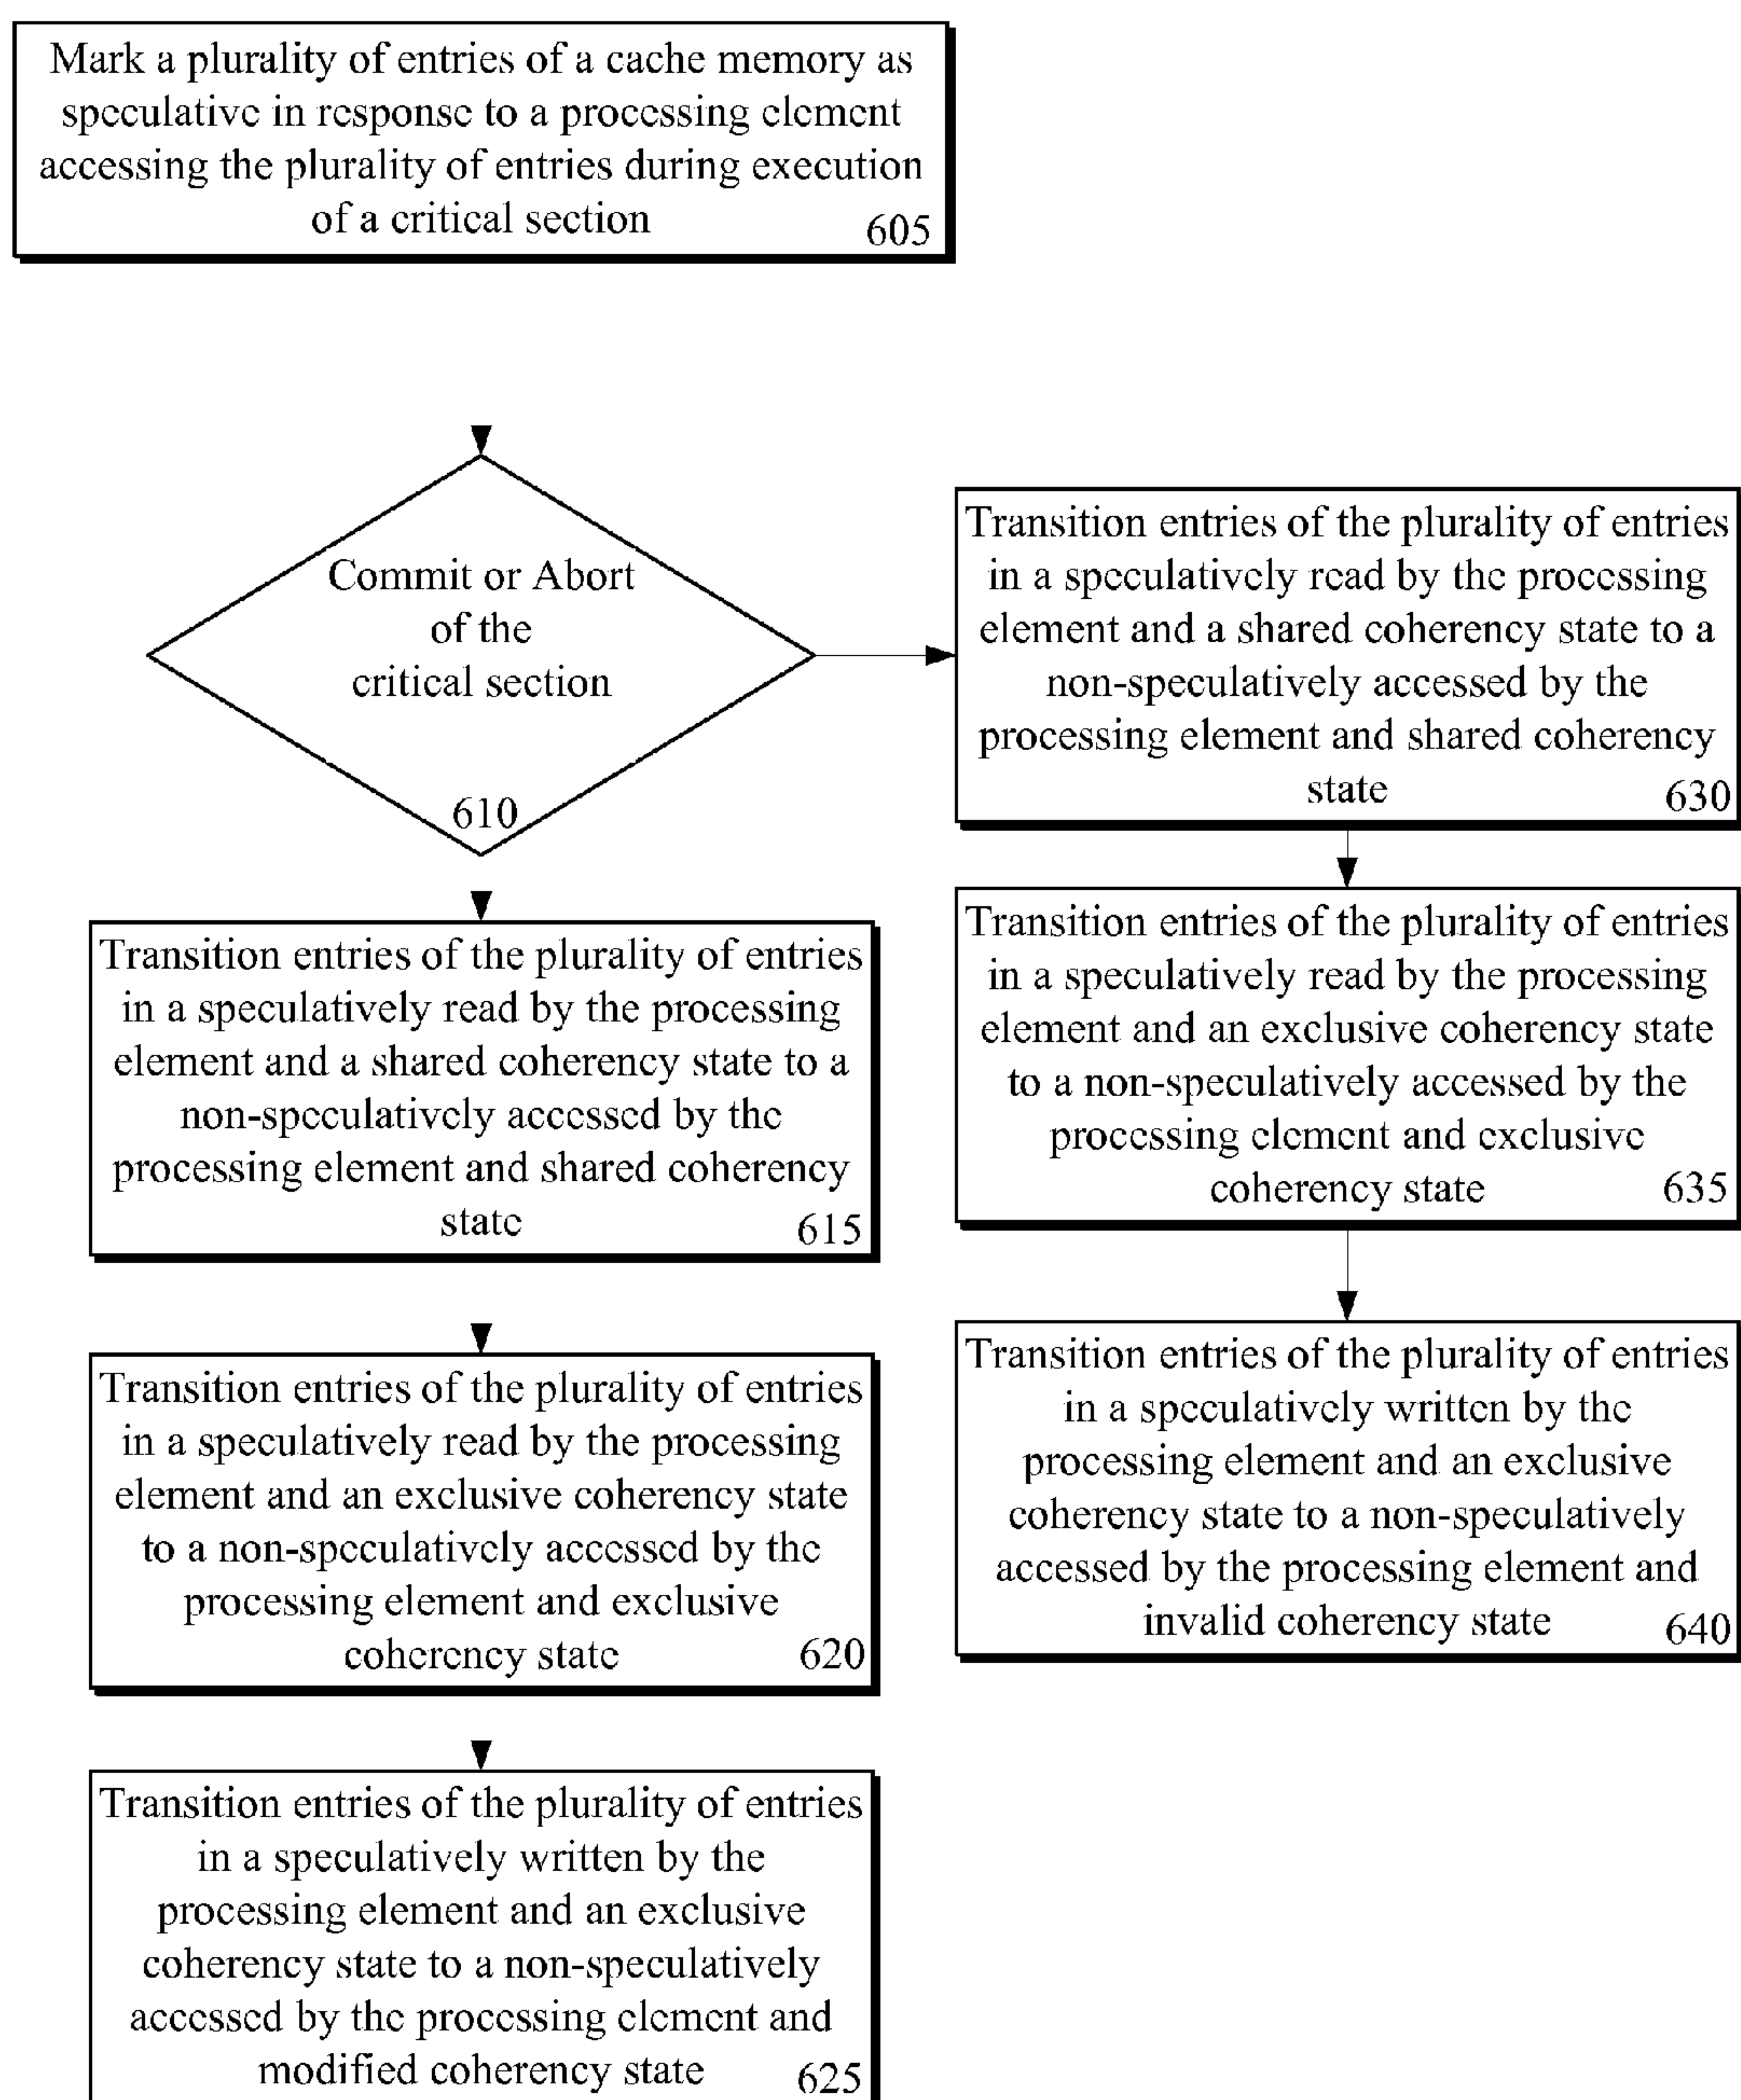 Mark a plurality of entries of a cache memory as
speculative in response to a processing element
accessing the plurality of entries during execution
of a critical section
605
Commit or Abort
of the
critical section
610
Transition entries of the plurality of entries
in a speculatively read by the processing
element and a shared coherency state to a
non-speculatively accessed by the
processing element and shared coherency
state
615
Transition entries of the plurality of entries
in a speculatively read by the processing
element and an exclusive coherency state
to a non-speculatively accessed by the
processing element and exclusive
coherency state
620
Transition entries of the plurality of entries
in a speculatively written by the
processing element and an exclusive
coherency state to a non-speculatively
accessed by the processing element and
modified coherency state
625
Transition entries of the plurality of entries
in a speculatively read by the processing
element and a shared coherency state to a
non-speculatively accessed by the
processing element and shared coherency
state
630
Transition entries of the plurality of entries
in a speculatively read by the processing
element and an exclusive coherency state
to a non-speculatively accessed by the
processing element and exclusive
coherency state
635
Transition entries of the plurality of entries
in a speculatively written by the
processing element and an exclusive
coherency state to a non-speculatively
accessed by the processing element and
invalid coherency state
640